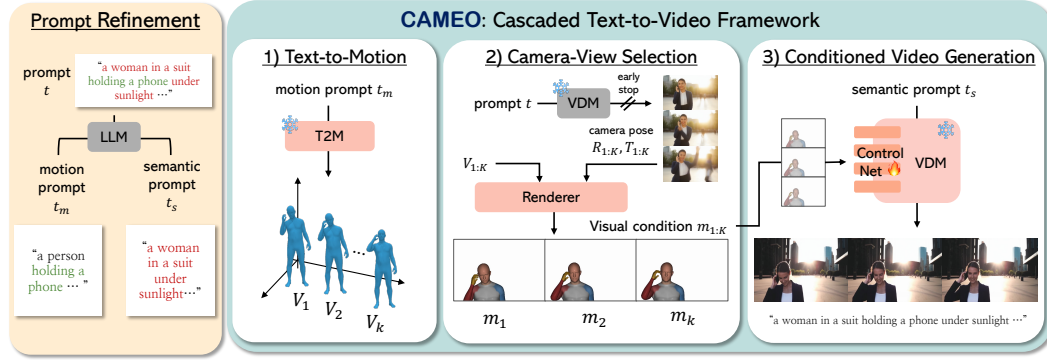 Prompt Refinement
prompt
t
“a woman in a suit
holding a phone under
sunlight ⋯”
LLM
motion
prompt
t_m
semantic
prompt
t_s
“a person
holding a
phone ⋯ ”
“a woman
in a suit
under
sunlight⋯”
CAMEO: Cascaded Text-to-Video Framework
1) Text-to-Motion
motion prompt t_m
T2M
V_1
V_2
...
V_k
2) Camera-View Selection
prompt t
VDM
early
stop
camera pose
R_{1:K}, T_{1:K}
V_{1:K}
Renderer
Visual condition m_{1:K}
m_1
m_2
m_k
3) Conditioned Video Generation
semantic prompt t_s
Control
Net
VDM
“a woman in a suit holding a phone under sunlight ⋯”